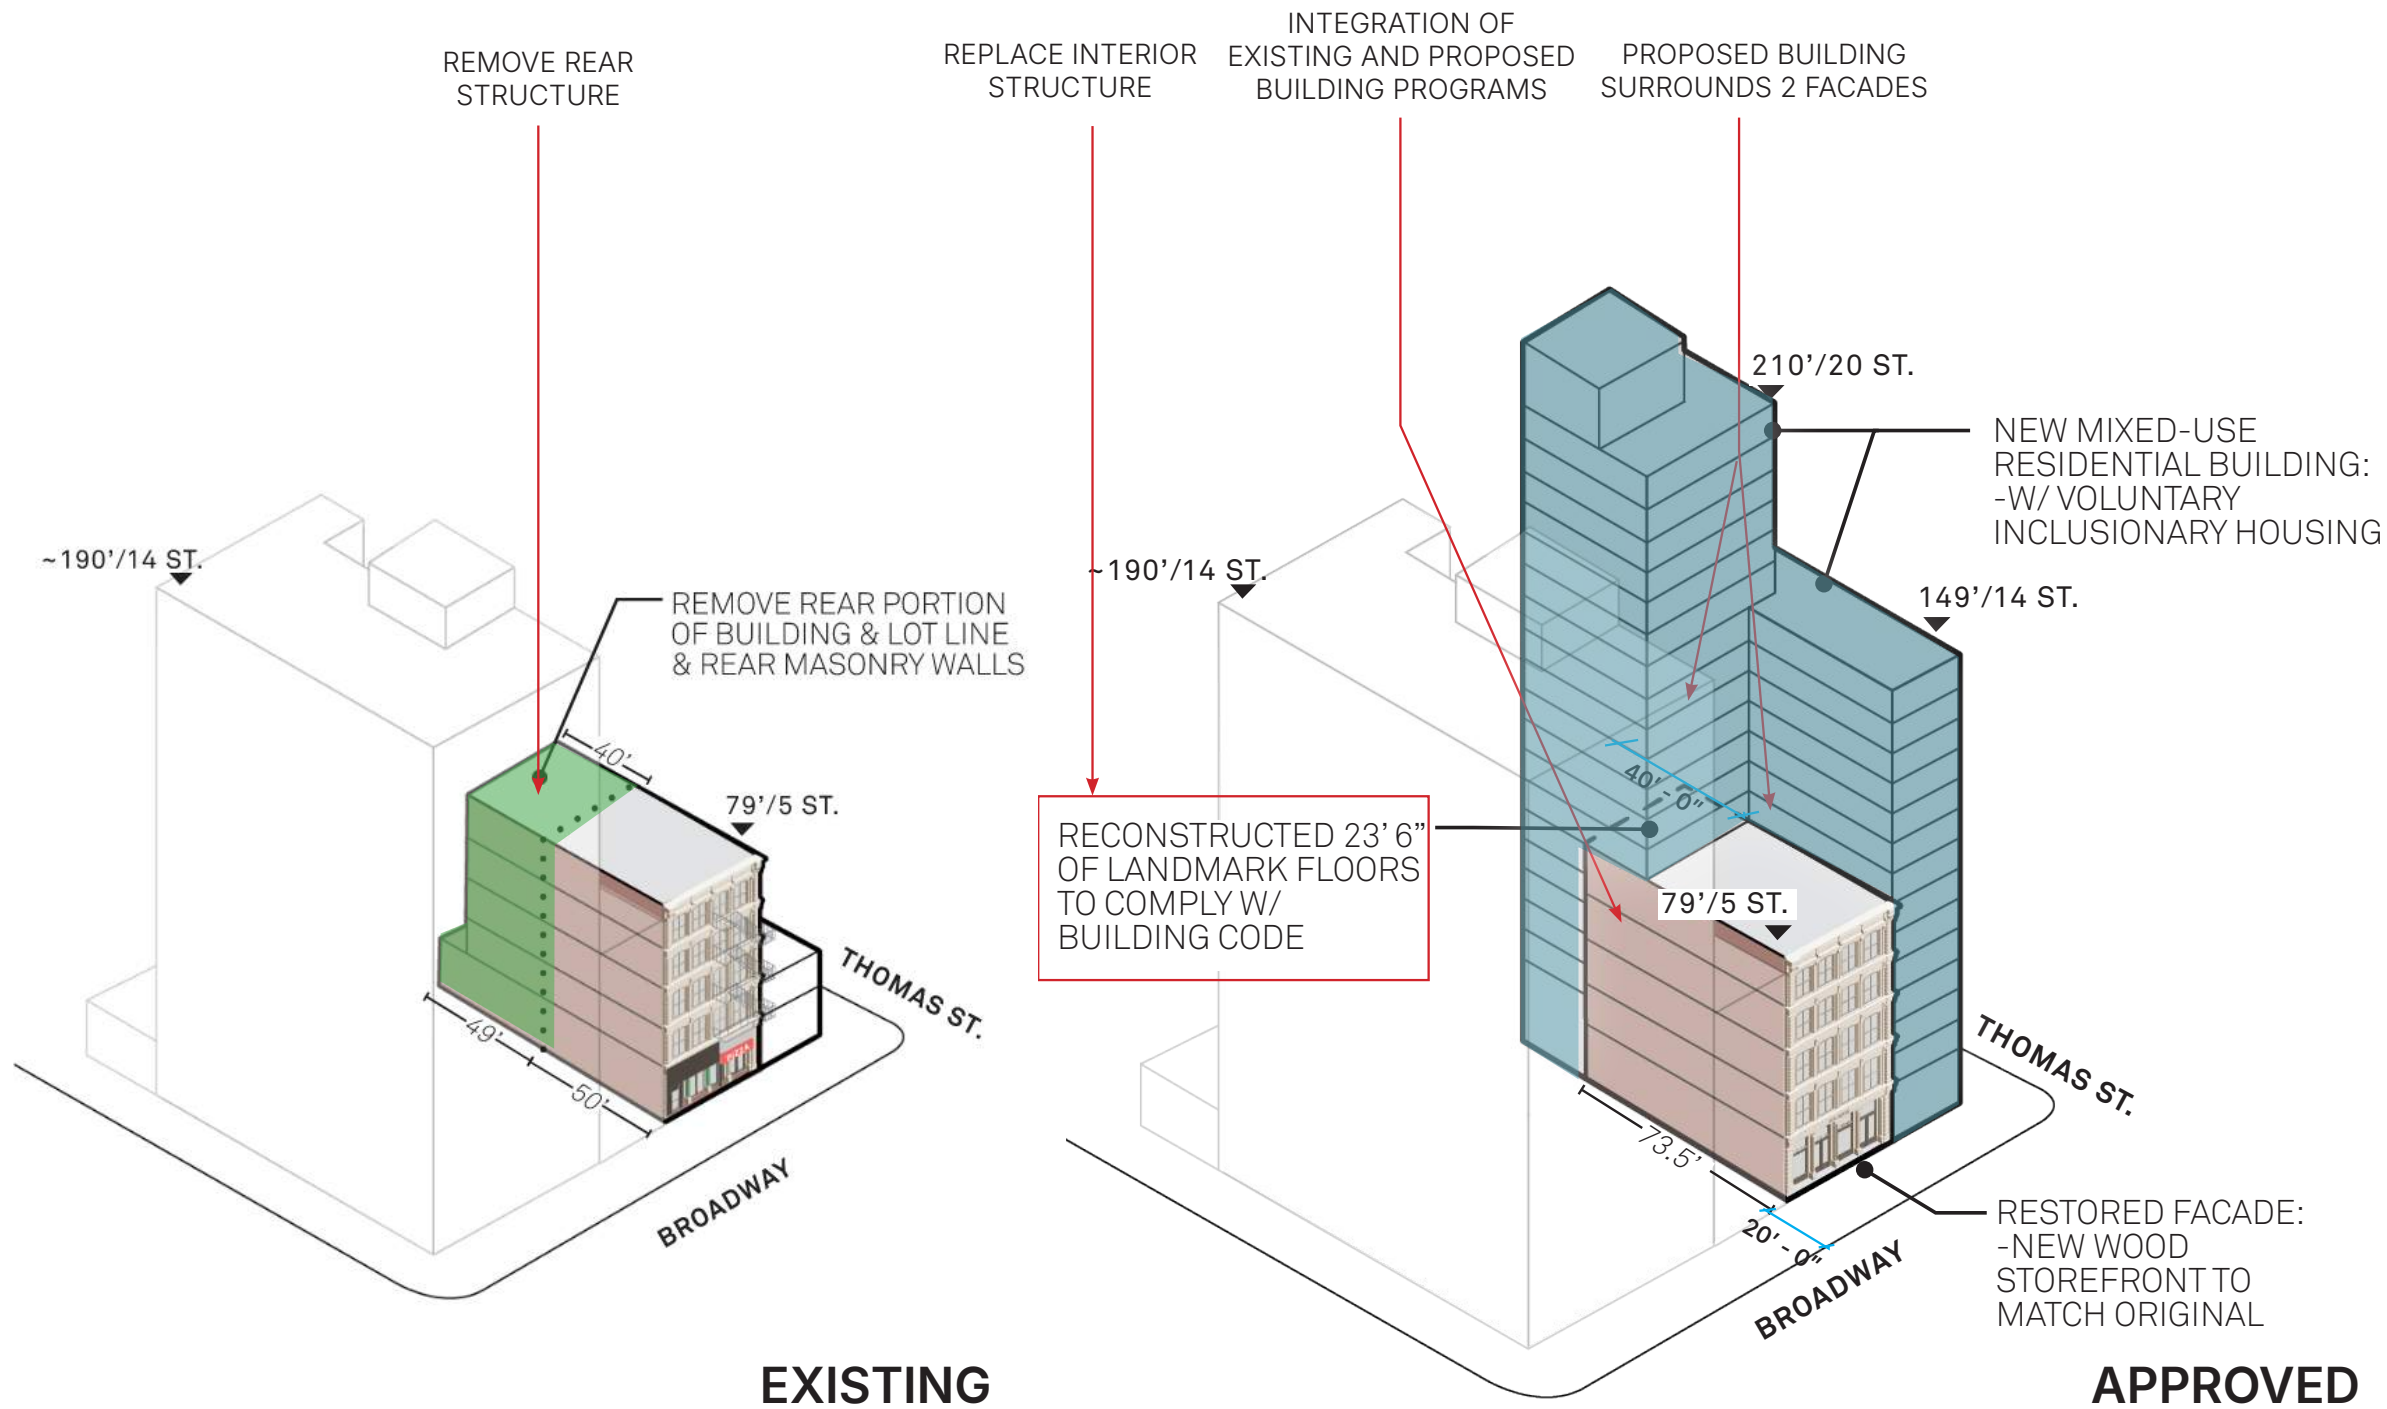 REMOVE REAR
STRUCTURE
REPLACE INTERIOR
STRUCTURE
INTEGRATION OF
EXISTING AND PROPOSED
BUILDING PROGRAMS
PROPOSED BUILDING
SURROUNDS 2 FACADES
~190’/14 ST.
REMOVE REAR PORTION
OF BUILDING & LOT LINE
& REAR MASONRY WALLS
40’
79’/5 ST.
49’
50’
PIZZA
THOMAS ST.
BROADWAY
EXISTING
210’/20 ST.
NEW MIXED-USE
RESIDENTIAL BUILDING:
-W/ VOLUNTARY
INCLUSIONARY HOUSING
~190’/14 ST.
149’/14 ST.
40' - 0"
RECONSTRUCTED 23’ 6”
OF LANDMARK FLOORS
TO COMPLY W/
BUILDING CODE
79’/5 ST.
73.5’
20' - 0"
THOMAS ST.
BROADWAY
RESTORED FACADE:
-NEW WOOD
STOREFRONT TO
MATCH ORIGINAL
APPROVED